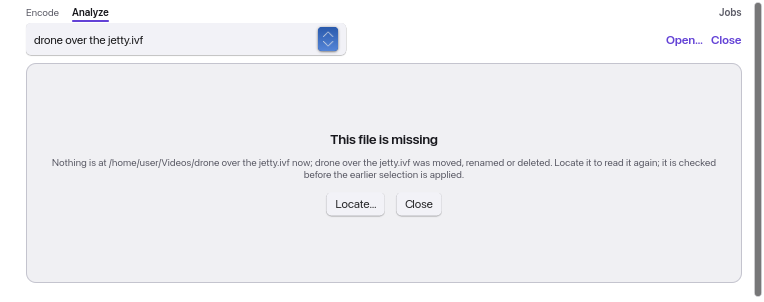 Encode Analyze Jobs
drone over the jetty.ivf Open... Close
This file is missing
Nothing is at /home/user/Videos/drone over the jetty.ivf now; drone over the jetty.ivf was moved, renamed or deleted. Locate it to read it again; it is checked
before the earlier selection is applied.
Locate... Close